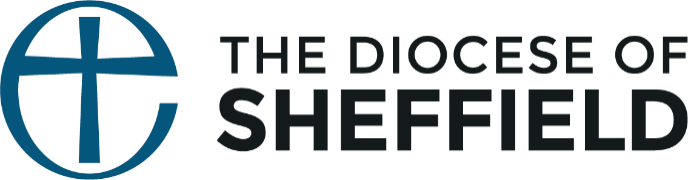 THE DIOCESE OF
SHEFFIELD